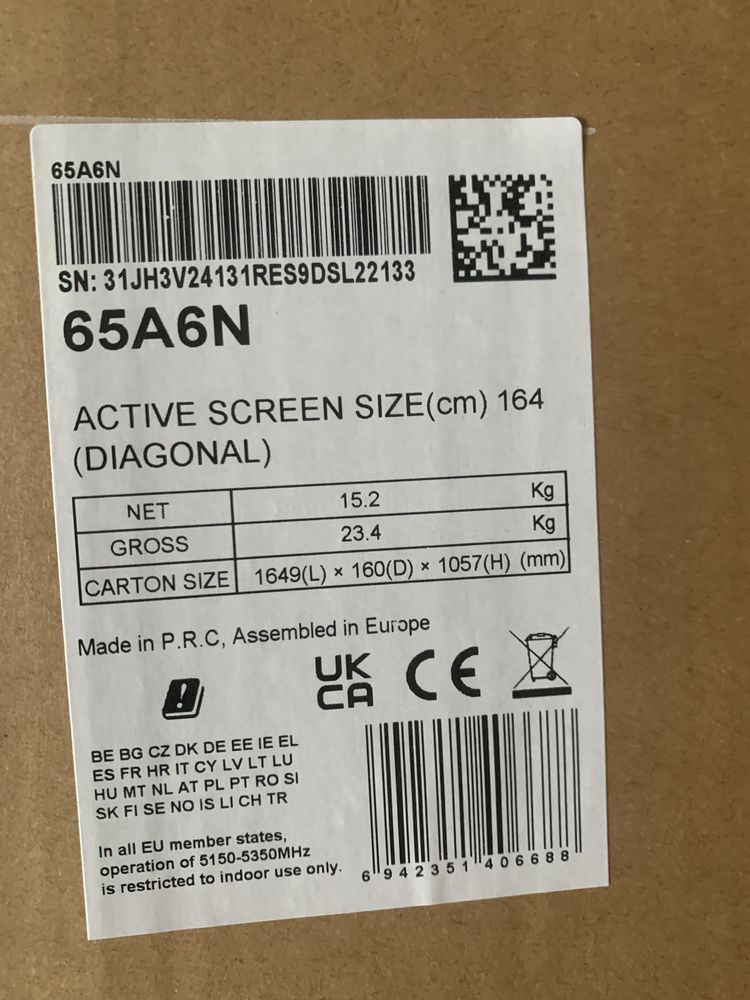 65A6N
SN: 31JH3V24131RES9DSL22133
65A6N
ACTIVE SCREEN SIZE(cm) 164
(DIAGONAL)
NET 15.2 Kg
GROSS 23.4 Kg
CARTON SIZE 1649(L) × 160(D) × 1057(H) (mm)
Made in P.R.C, Assembled in Europe
UK
CA CE
BE BG CZ DK DE EE IE EL
ES FR HR IT CY LV LT LU
HU MT NL AT PL PT RO SI
SK FI SE NO IS LI CH TR
In all EU member states,
operation of 5150-5350MHz
is restricted to indoor use only.
6 942351 406688